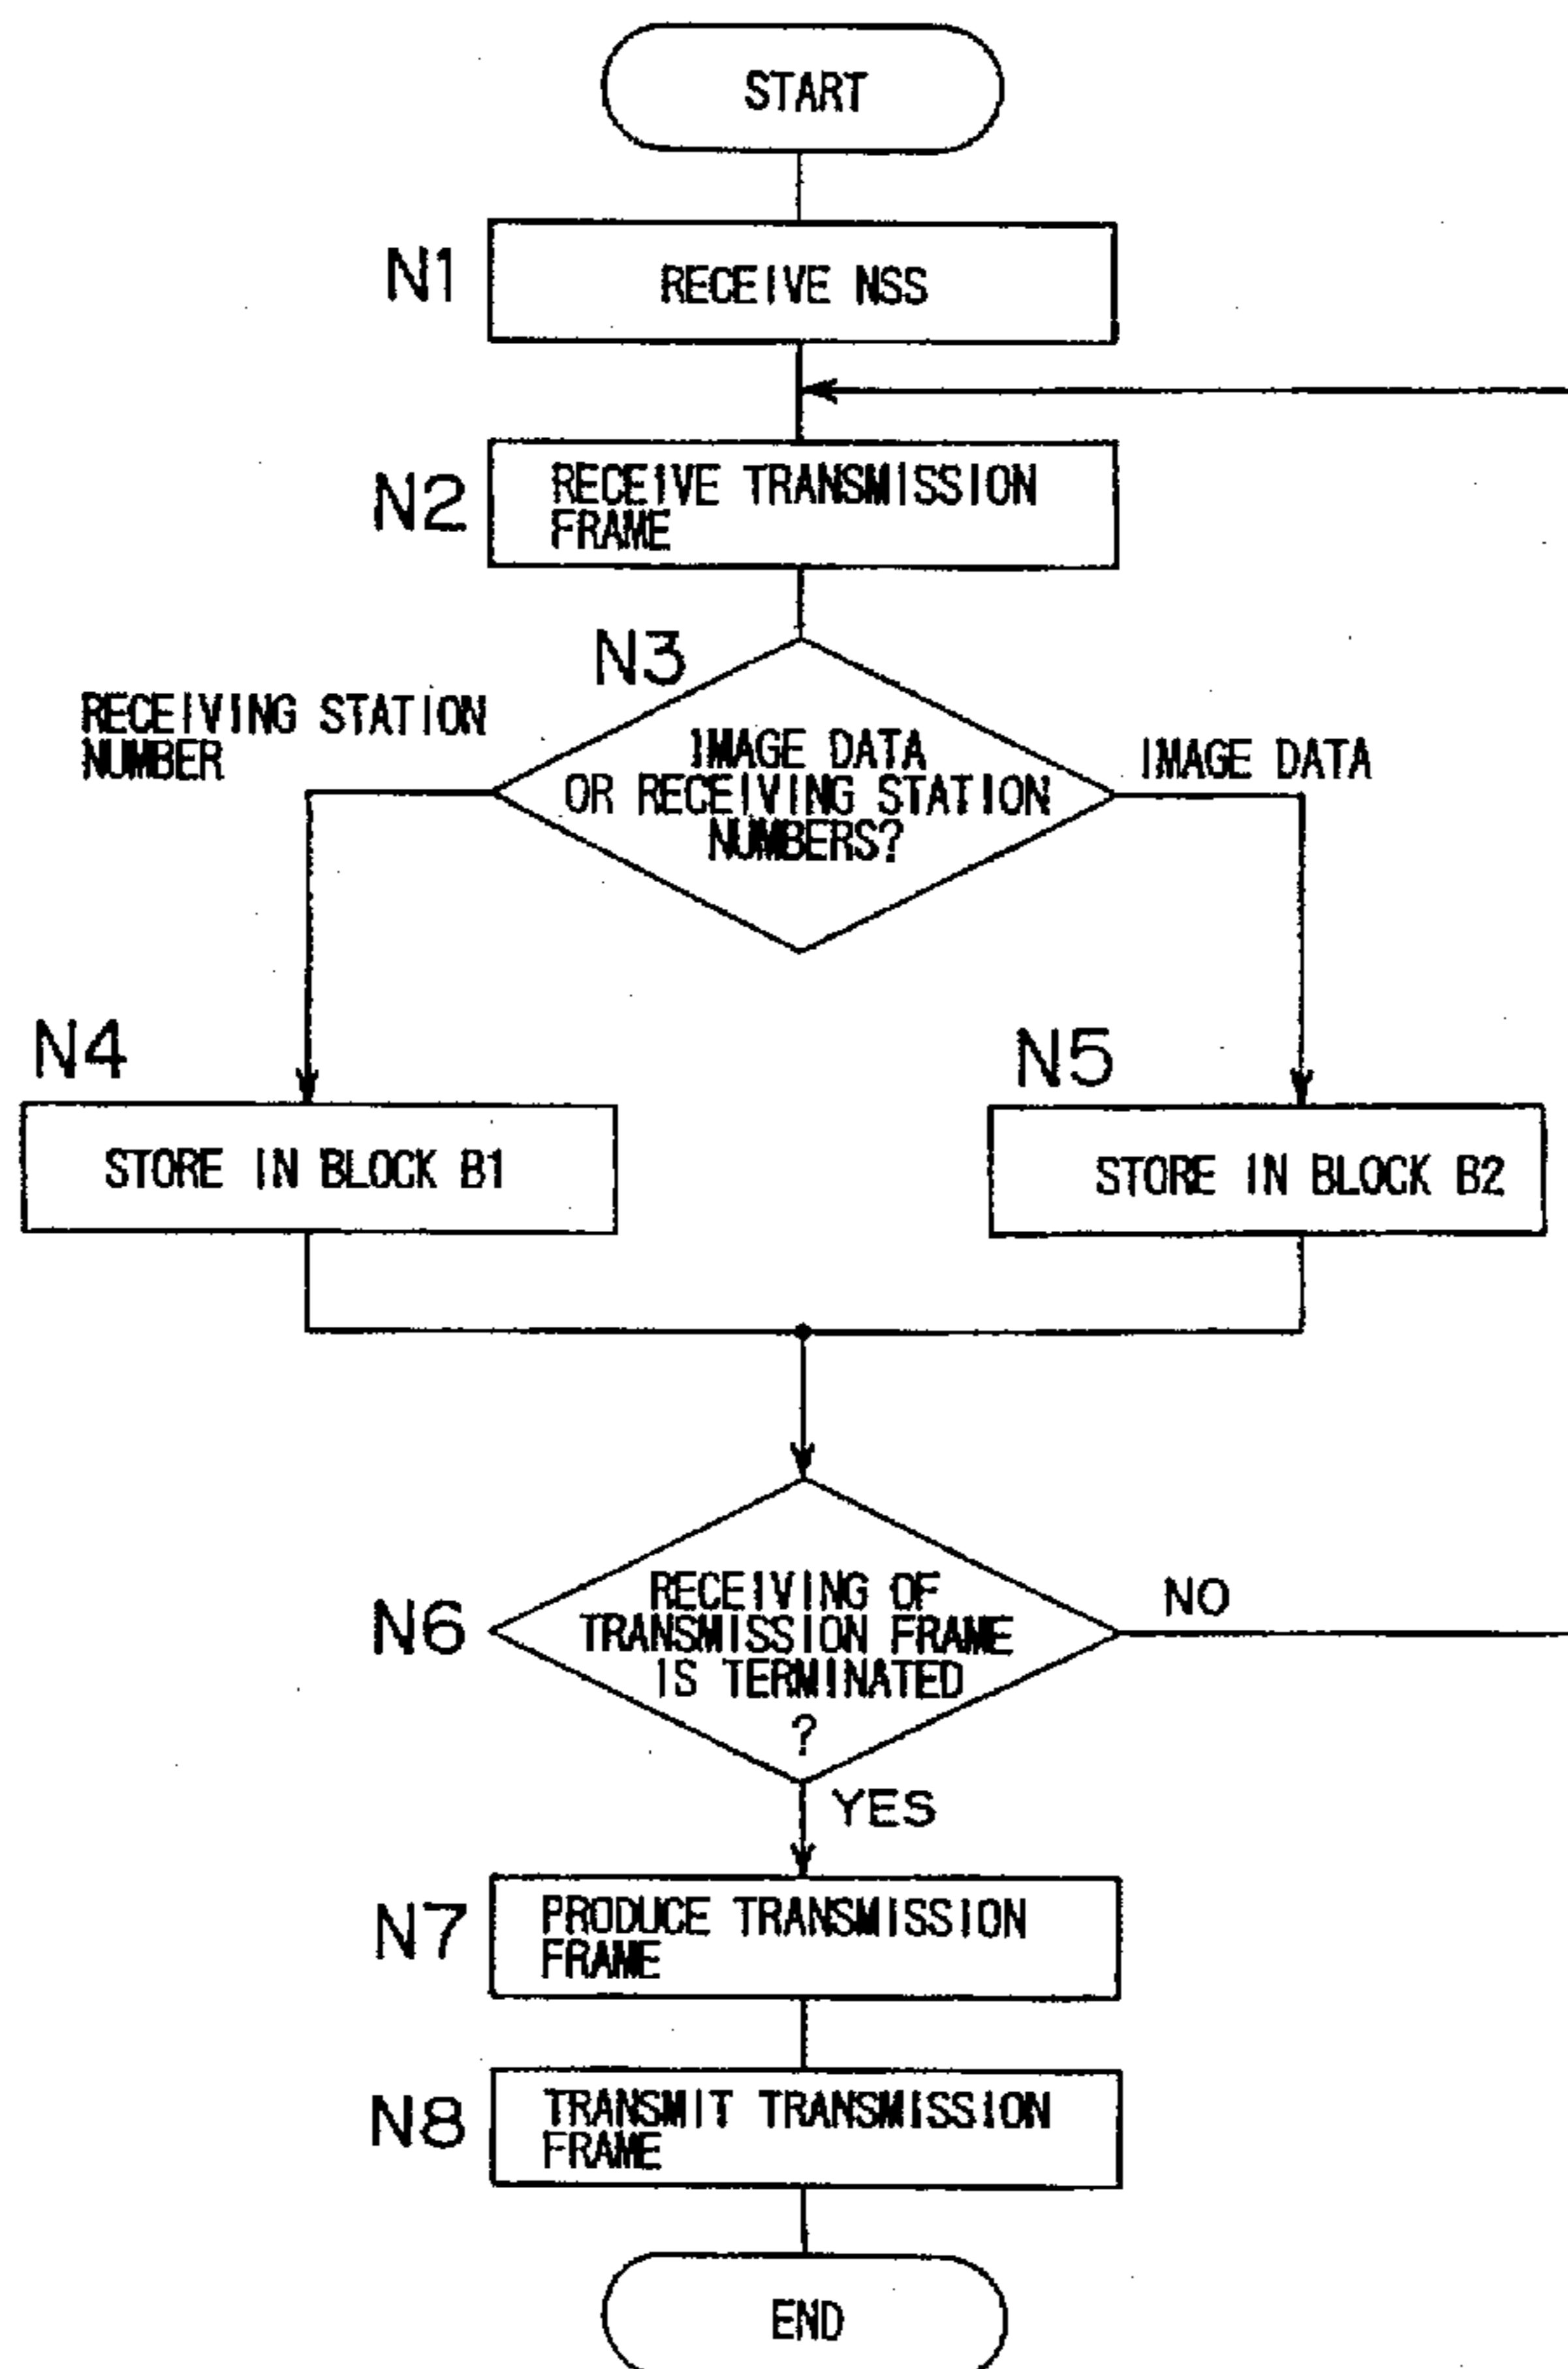 START
N1
RECEIVE NSS
N2
RECEIVE TRANSMISSION
FRAME
N3
RECEIVING STATION
NUMBER
IMAGE DATA
OR RECEIVING STATION
NUMBERS?
IMAGE DATA
N4
STORE IN BLOCK B1
N5
STORE IN BLOCK B2
N6
RECEIVING OF
TRANSMISSION FRAME
IS TERMINATED
?
NO
YES
N7
PRODUCE TRANSMISSION
FRAME
N8
TRANSMIT TRANSMISSION
FRAME
END